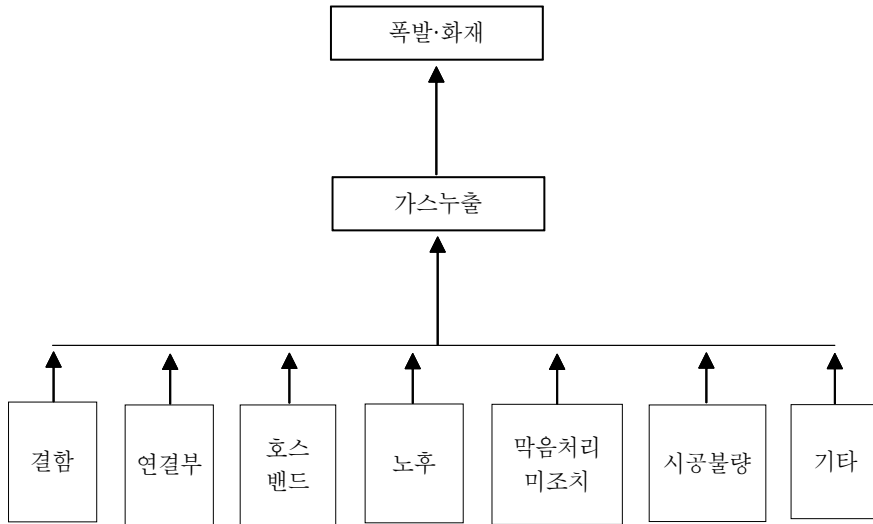 폭발·화재
가스누출
결함
연결부
호스
밴드
노후
막음처리
미조치
시공불량
기타